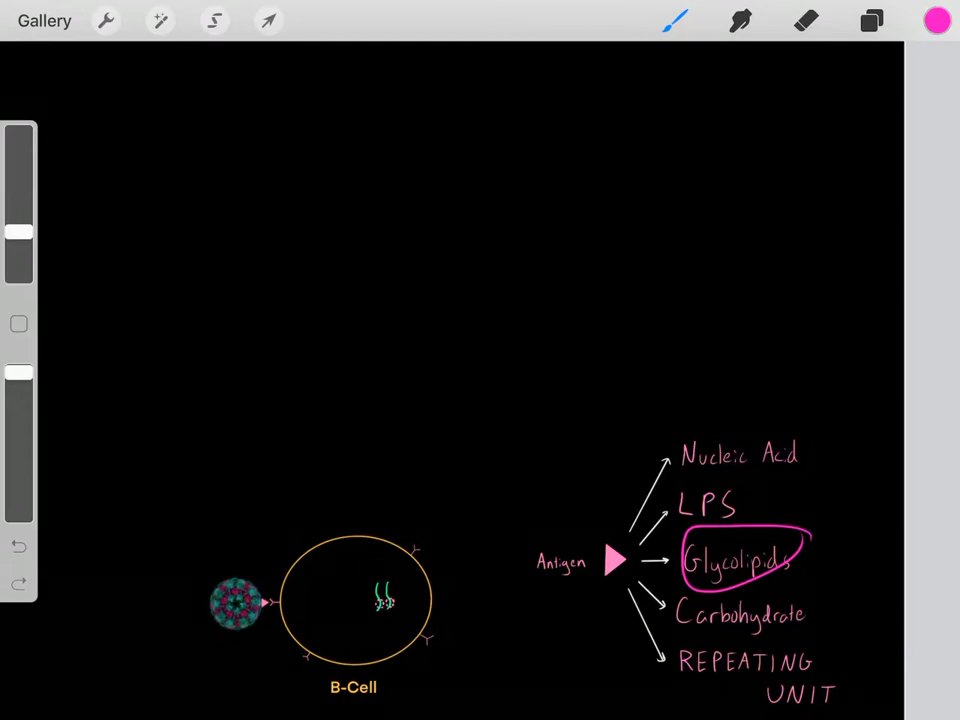 Gallery
Nucleic Acid
LPS
Antigen
Glycolipids
Carbohydrate
REPEATING
UNIT
B-Cell